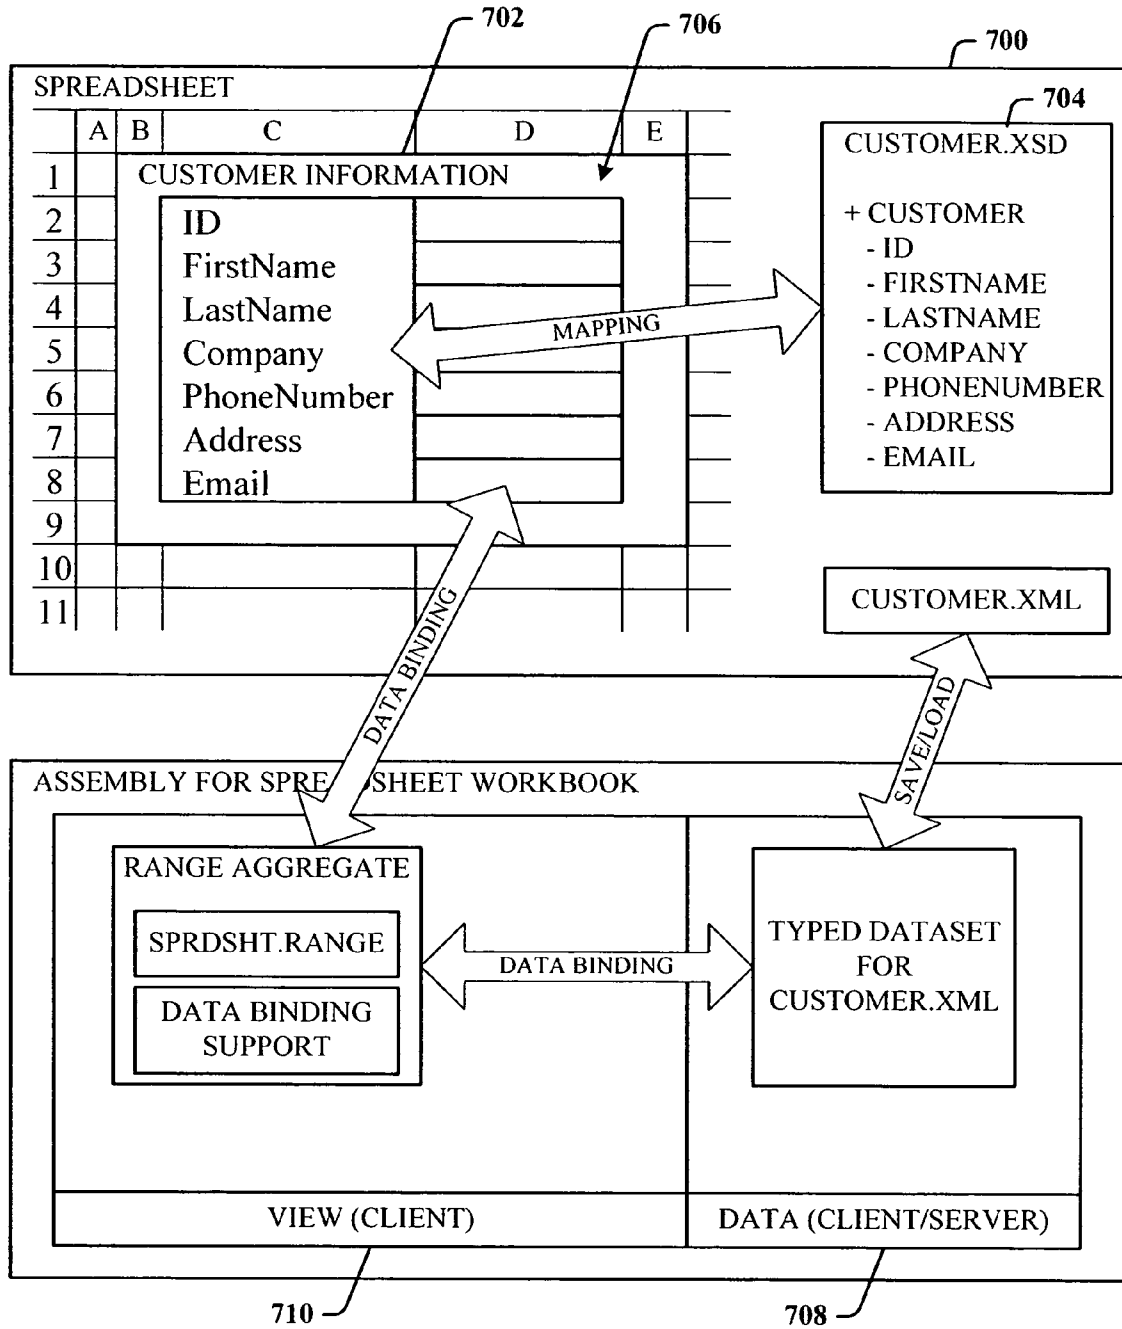 702
706
700
SPREADSHEET
704
A B C D E
CUSTOMER.XSD
1 CUSTOMER INFORMATION
2 ID
3 FirstName
4 LastName
5 Company
6 PhoneNumber
7 Address
8 Email
9
10
11
+ CUSTOMER
- ID
- FIRSTNAME
- LASTNAME
- COMPANY
- PHONENUMBER
- ADDRESS
- EMAIL
MAPPING
CUSTOMER.XML
DATA BINDING
SAVE/LOAD
ASSEMBLY FOR SPRE DSHEET WORKBOOK
RANGE AGGREGATE
SPRDSHT.RANGE
DATA BINDING
SUPPORT
DATA BINDING
TYPED DATASET
FOR
CUSTOMER.XML
VIEW (CLIENT)
DATA (CLIENT/SERVER)
710
708